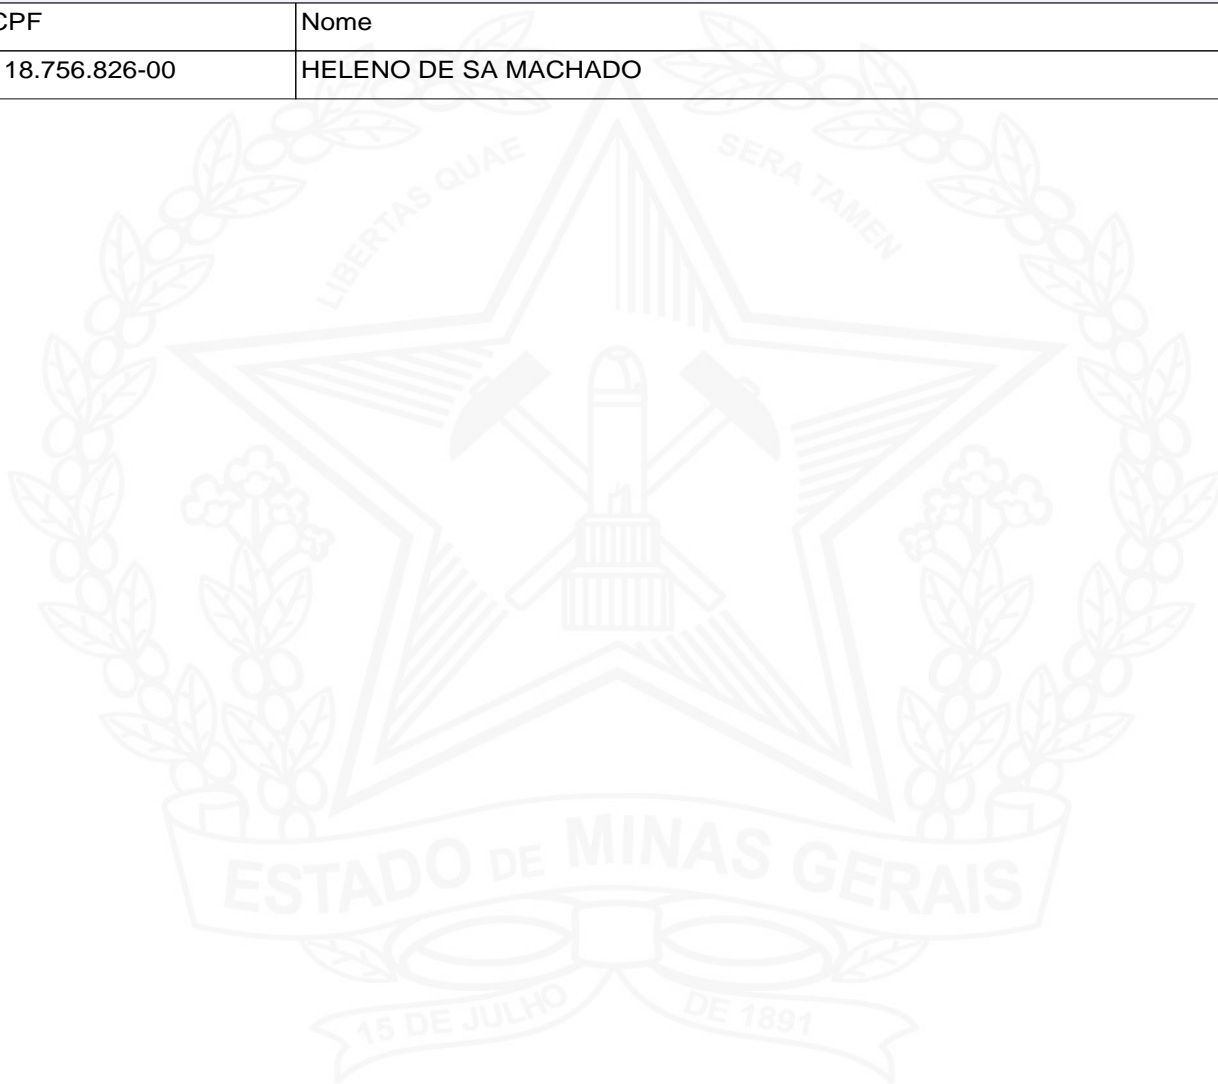 CPF Nome
18.756.826-00 HELENO DE SA MACHADO
LIBERTAS QUAE SERA TAMEN
ESTADO DE MINAS GERAIS
15 DE JULHO DE 1891